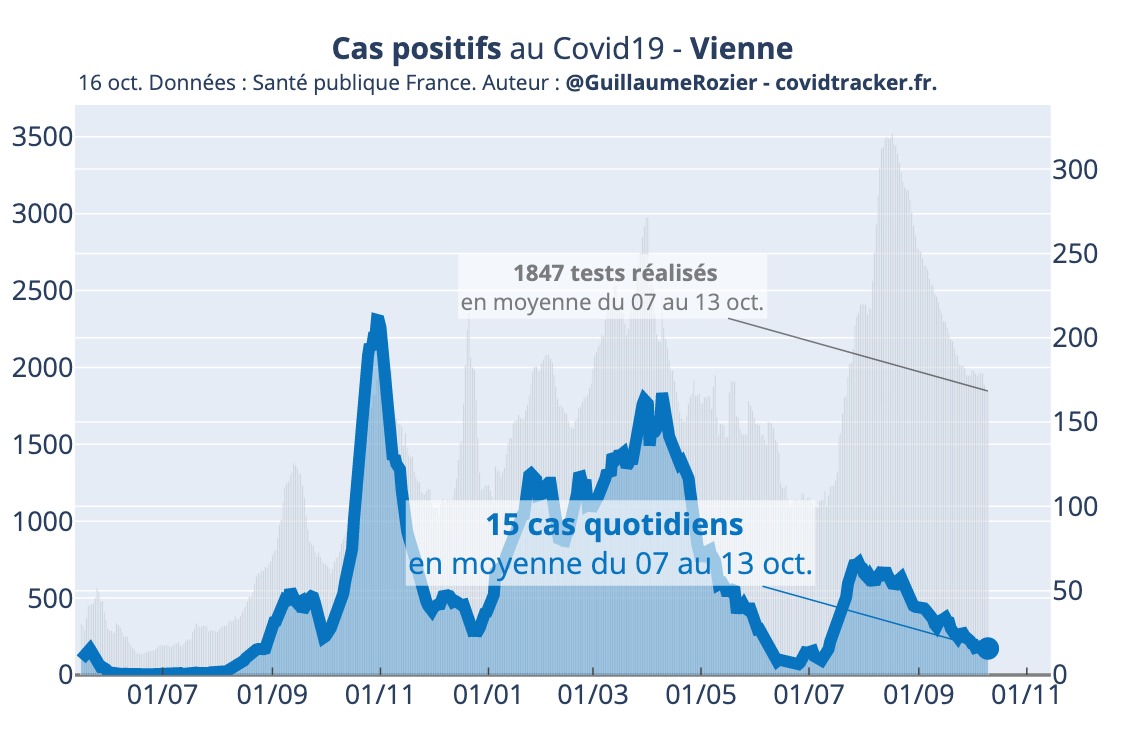 Cas positifs au Covid19 - Vienne
16 oct. Données : Santé publique France. Auteur : @GuillaumeRozier - covidtracker.fr.
3500
3000
2500
2000
1500
1000
500
0
300
250
200
150
100
50
0
1847 tests réalisés
en moyenne du 07 au 13 oct.
15 cas quotidiens
en moyenne du 07 au 13 oct.
01/07 01/09 01/11 01/01 01/03 01/05 01/07 01/09 01/11